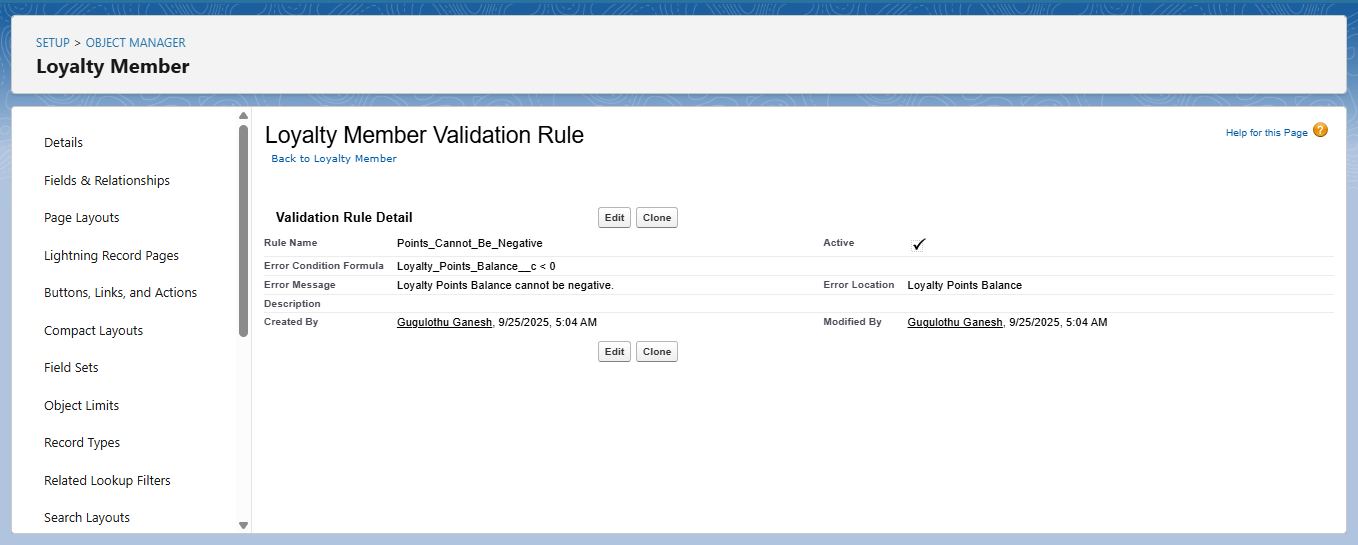 SETUP > OBJECT MANAGER
Loyalty Member
Details
Fields & Relationships
Page Layouts
Lightning Record Pages
Buttons, Links, and Actions
Compact Layouts
Field Sets
Object Limits
Record Types
Related Lookup Filters
Search Layouts
Loyalty Member Validation Rule
Help for this Page ?
Back to Loyalty Member
Validation Rule Detail Edit Clone
Rule Name Points_Cannot_Be_Negative Active ✓
Error Condition Formula Loyalty_Points_Balance__c < 0
Error Message Loyalty Points Balance cannot be negative. Error Location Loyalty Points Balance
Description
Created By Gugulothu Ganesh, 9/25/2025, 5:04 AM Modified By Gugulothu Ganesh, 9/25/2025, 5:04 AM
Edit Clone